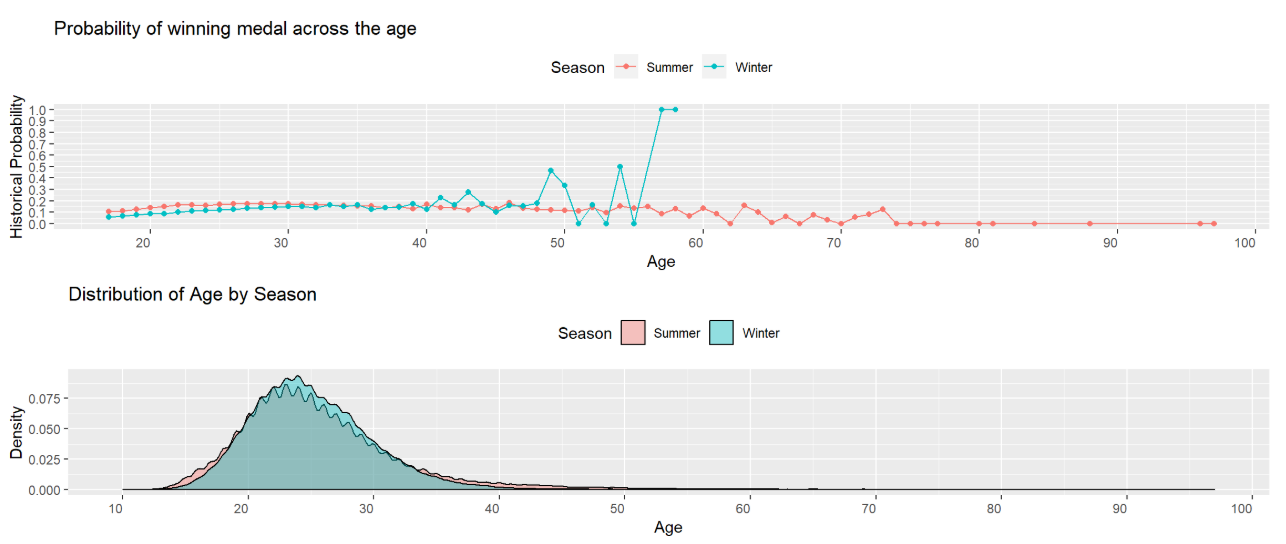 Probability of winning medal across the age
Season Summer Winter
Historical Probability
1.0
0.9
0.8
0.7
0.6
0.5
0.4
0.3
0.2
0.1
0.0
20 30 40 50 60 70 80 90 100
Age
Distribution of Age by Season
Season Summer Winter
Density
0.075
0.050
0.025
0.000
10 20 30 40 50 60 70 80 90 100
Age